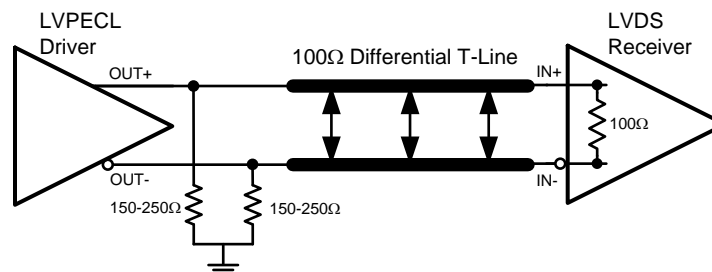 LVPECL
Driver
LVDS
Receiver
100Ω Differential T-Line
OUT+
IN+
100Ω
OUT-
IN-
150-250Ω
150-250Ω